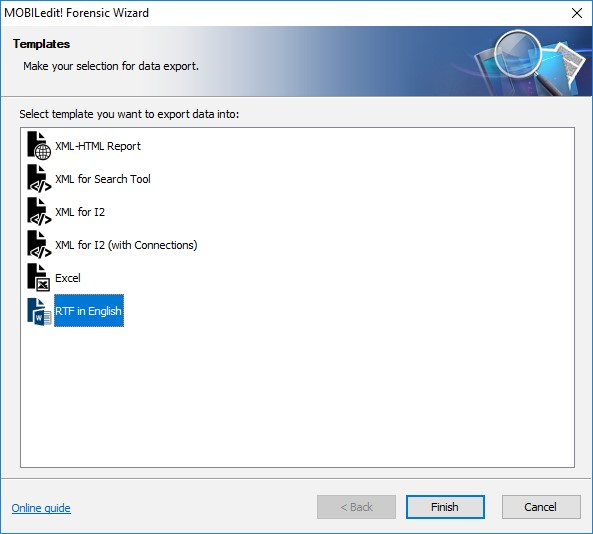 MOBILedit! Forensic Wizard
Templates
Make your selection for data export.
Select template you want to export data into:
XML-HTML Report
XML for Search Tool
XML for I2
XML for I2 (with Connections)
Excel
RTF in English
Online guide
< Back
Finish
Cancel